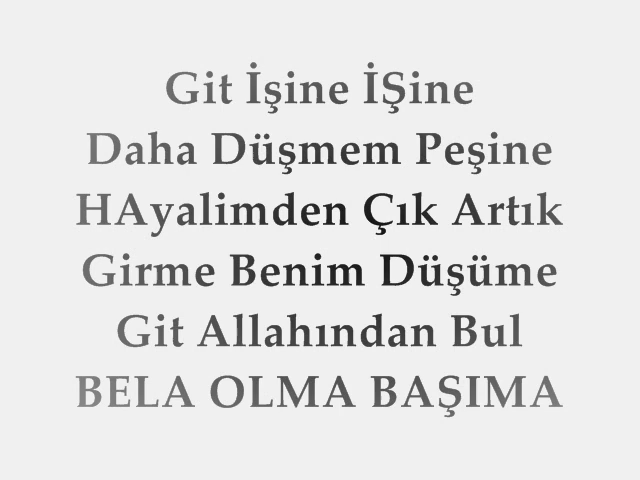 Git İşine İŞine
Daha Düşmem Peşine
HAyalimden Çık Artık
Girme Benim Düşüme
Git Allahından Bul
BELA OLMA BAŞIMA